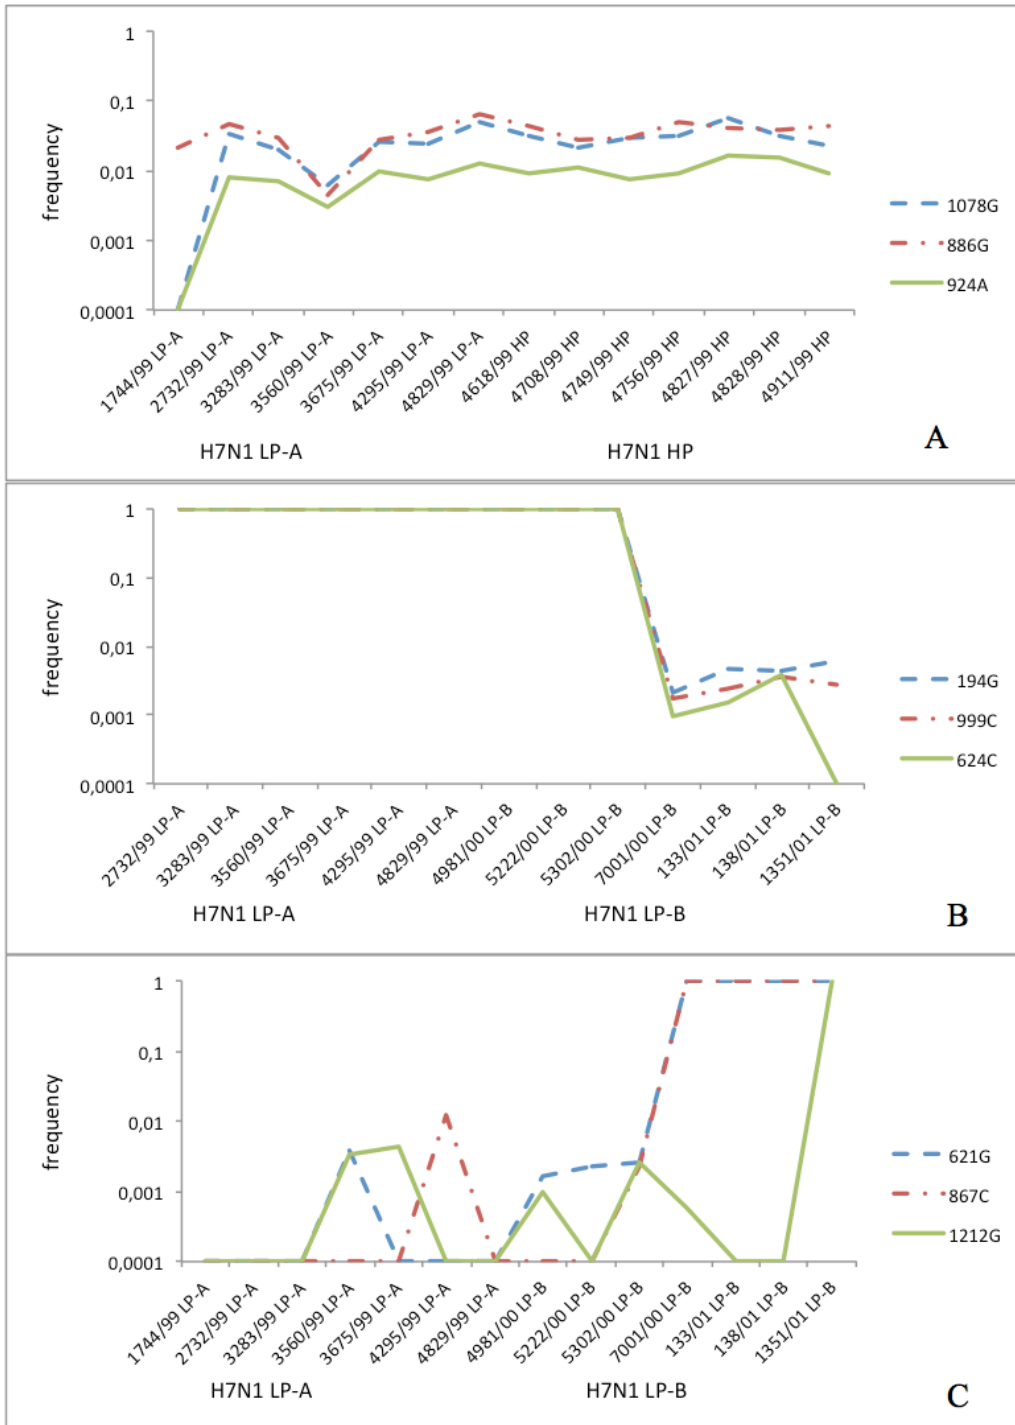 1
0,1
0,01
0,001
0,0001
frequency
1744/99 LP-A
2732/99 LP-A
3283/99 LP-A
3560/99 LP-A
3675/99 LP-A
4295/99 LP-A
4829/99 LP-A
4618/99 HP
4708/99 HP
4749/99 HP
4756/99 HP
4827/99 HP
4828/99 HP
4911/99 HP
H7N1 LP-A
H7N1 HP
1078G
886G
924A
A
1
0,1
0,01
0,001
0,0001
frequency
2732/99 LP-A
3283/99 LP-A
3560/99 LP-A
3675/99 LP-A
4295/99 LP-A
4829/99 LP-A
4981/00 LP-B
5222/00 LP-B
5302/00 LP-B
7001/00 LP-B
133/01 LP-B
138/01 LP-B
1351/01 LP-B
H7N1 LP-A
H7N1 LP-B
194G
999C
624C
B
1
0,1
0,01
0,001
0,0001
frequency
1744/99 LP-A
2732/99 LP-A
3283/99 LP-A
3560/99 LP-A
3675/99 LP-A
4295/99 LP-A
4829/99 LP-A
4981/00 LP-B
5222/00 LP-B
5302/00 LP-B
7001/00 LP-B
133/01 LP-B
138/01 LP-B
1351/01 LP-B
H7N1 LP-A
H7N1 LP-B
621G
867C
1212G
C